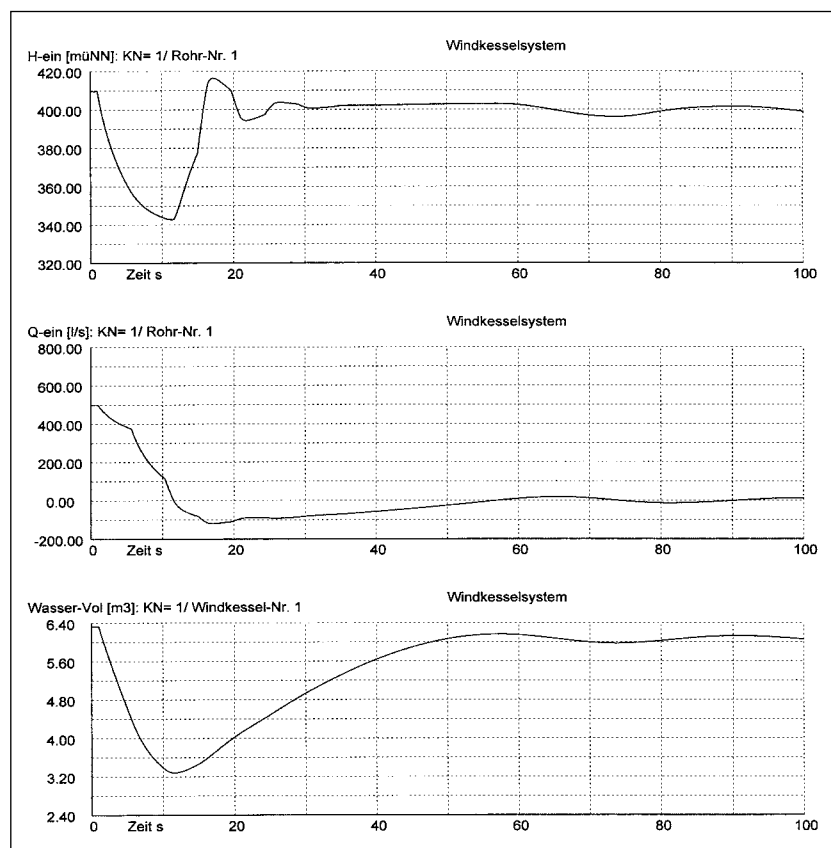 Windkesselsystem
H-ein [müNN]: KN= 1/ Rohr-Nr. 1
420.00
400.00
380.00
360.00
340.00
320.00
0 Zeit s 20 40 60 80 100
Windkesselsystem
Q-ein [l/s]: KN= 1/ Rohr-Nr. 1
800.00
600.00
400.00
200.00
0.00
-200.00
0 Zeit s 20 40 60 80 100
Windkesselsystem
Wasser-Vol [m3]: KN= 1/ Windkessel-Nr. 1
6.40
5.60
4.80
4.00
3.20
2.40
0 Zeit s 20 40 60 80 100